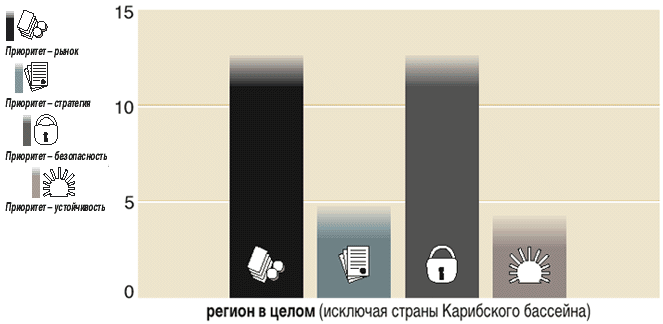 Приоритет – рынок
Приоритет – стратегия
Приоритет – безопасность
Приоритет – устойчивость
15
10
5
0
регион в целом (исключая страны Карибского бассейна)